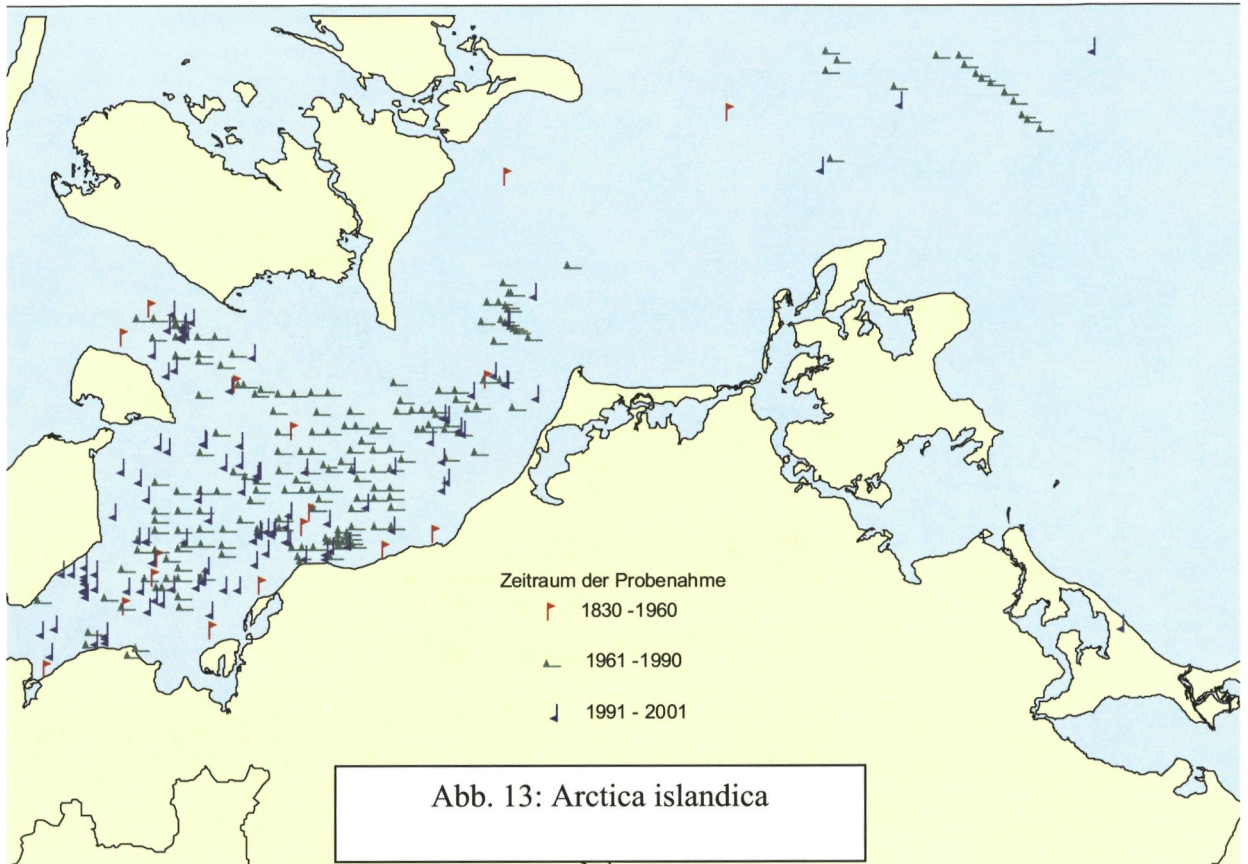 Zeitraum der Probenahme
1830 -1960
1961 -1990
1991 - 2001
Abb. 13: Arctica islandica